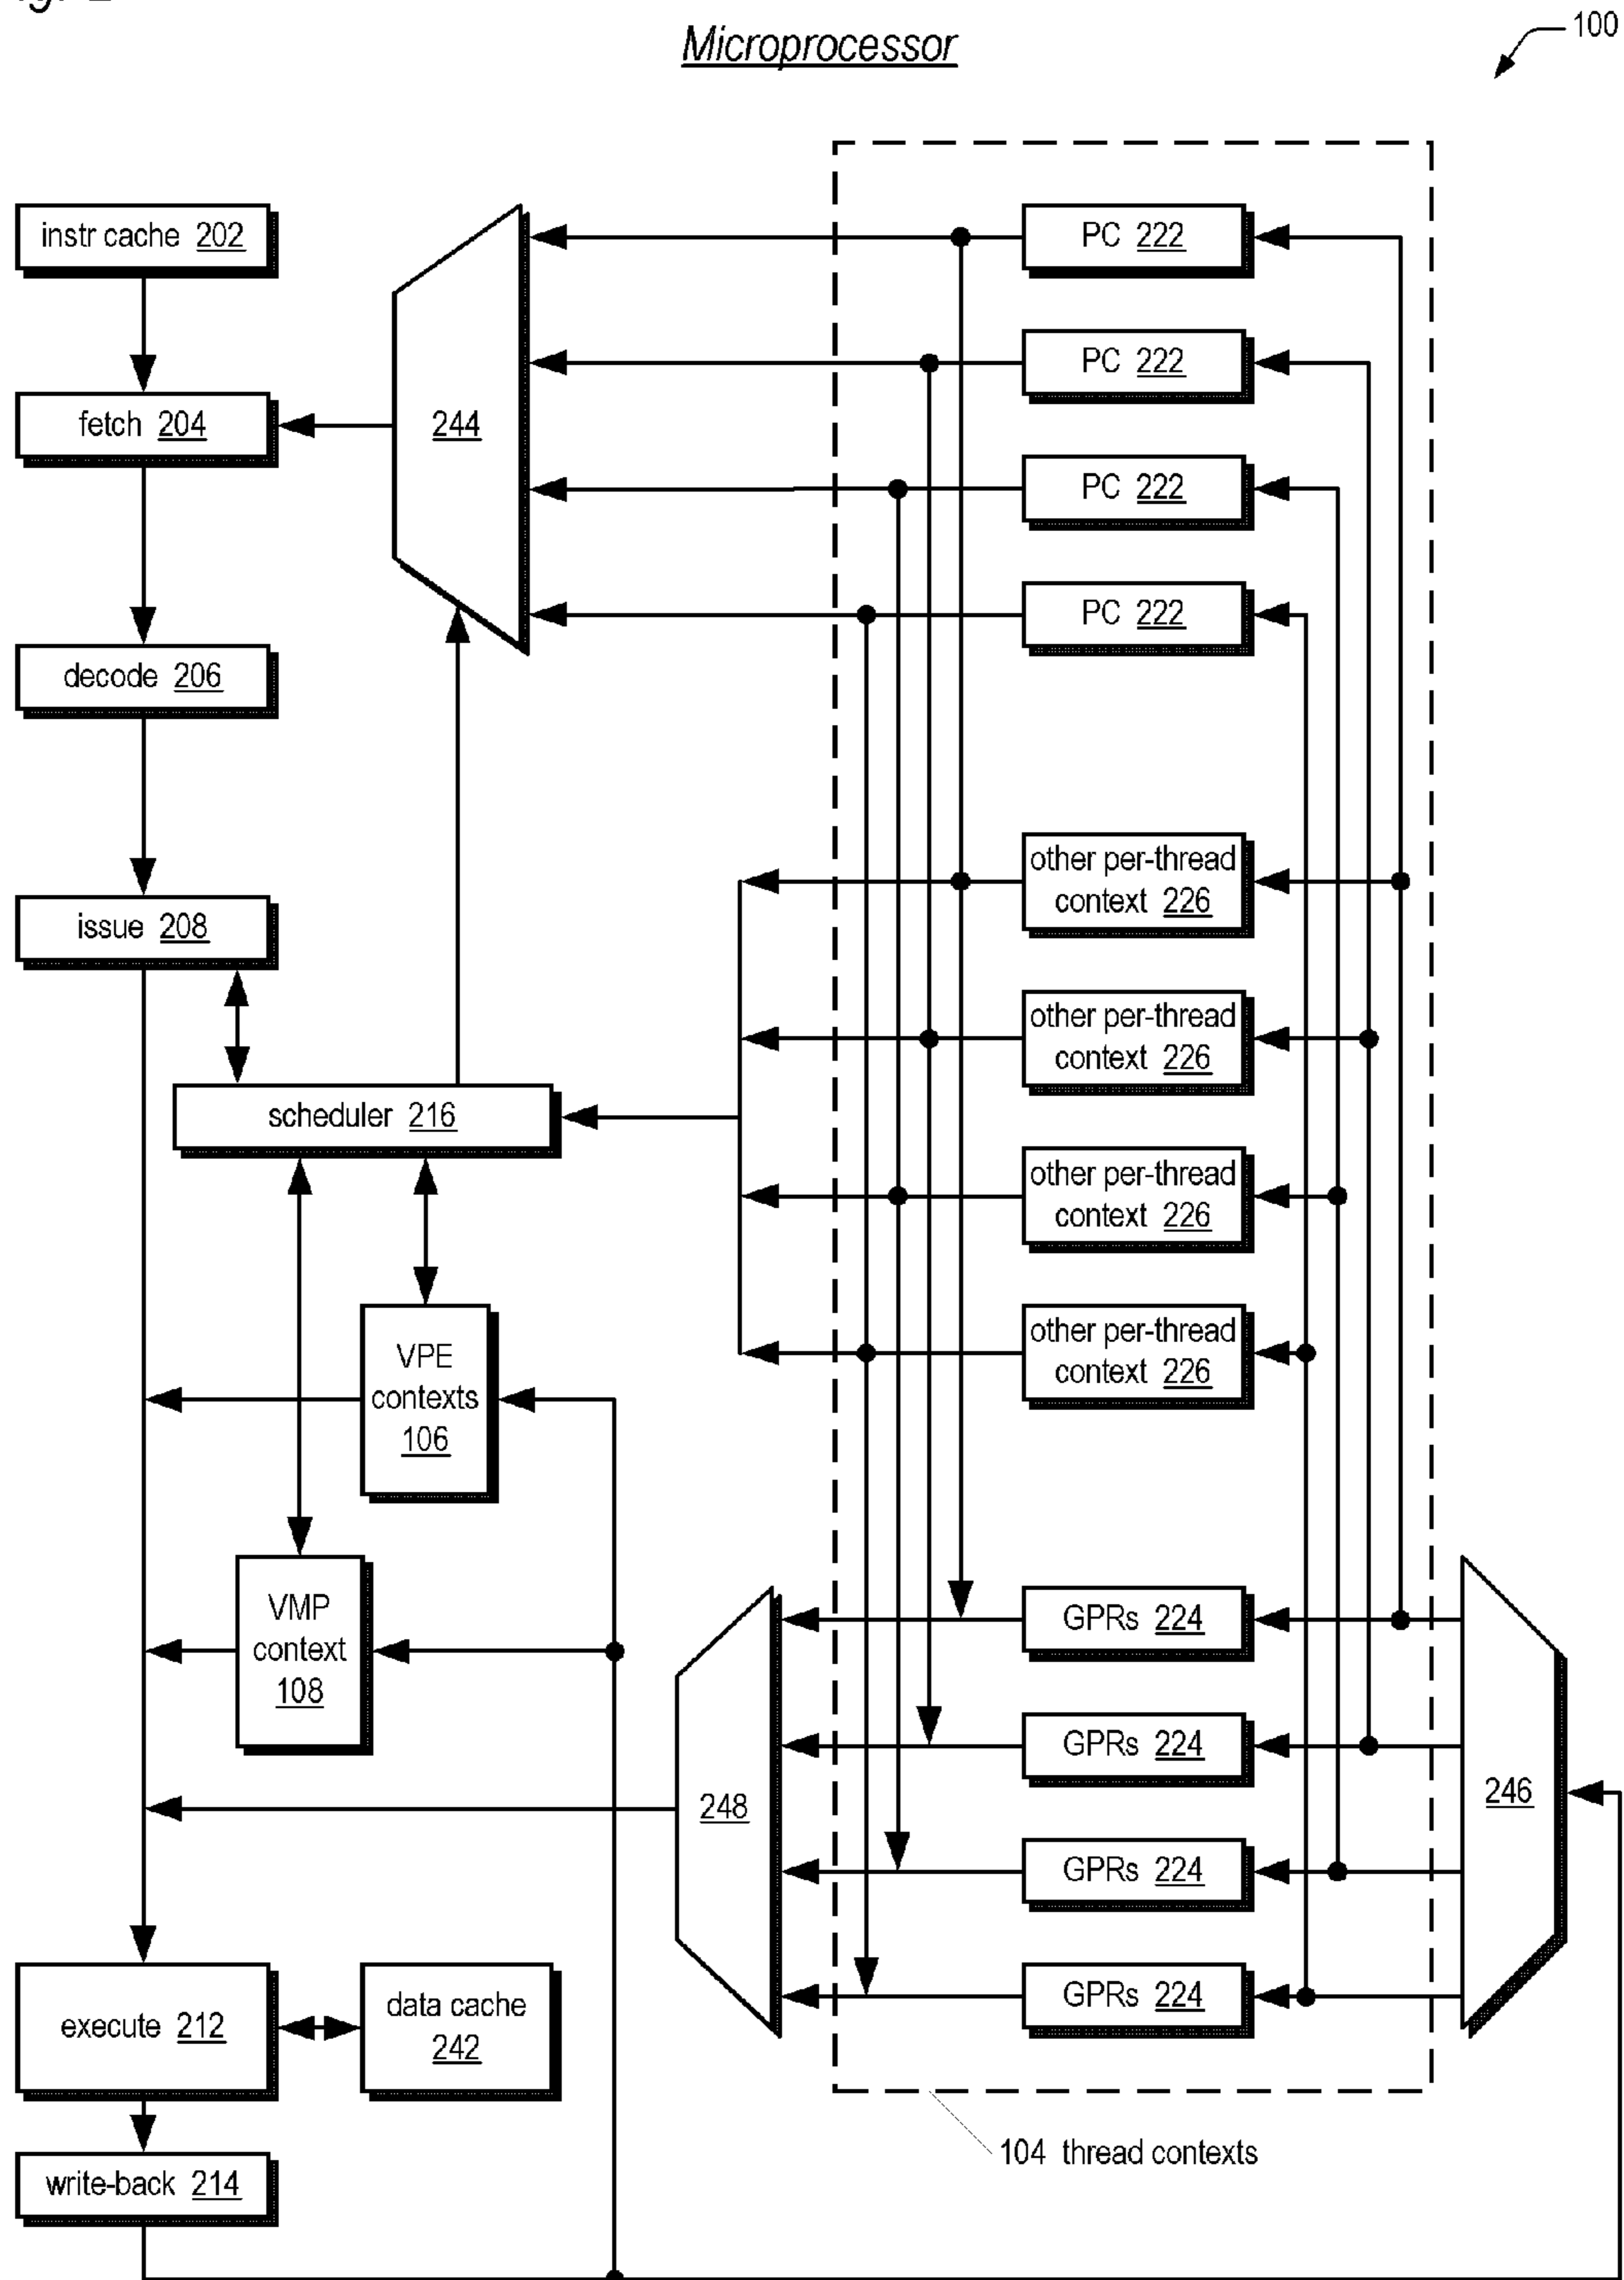 Microprocessor
100
instr cache 202
PC 222
PC 222
fetch 204
244
PC 222
PC 222
decode 206
other per-thread
context 226
issue 208
other per-thread
context 226
scheduler 216
other per-thread
context 226
other per-thread
context 226
VPE
contexts
106
VMP
context
108
GPRs 224
GPRs 224
248
246
GPRs 224
GPRs 224
execute 212
data cache
242
104 thread contexts
write-back 214